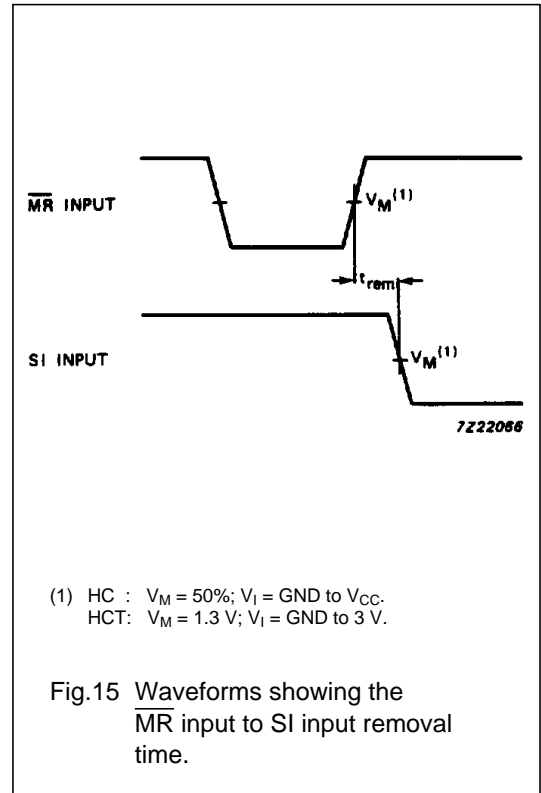 MR INPUT
V_M(1)
t_rem
SI INPUT
V_M(1)
7Z22066
(1) HC : V_M = 50%; V_I = GND to V_CC.
HCT: V_M = 1.3 V; V_I = GND to 3 V.
Fig.15 Waveforms showing the
MR input to SI input removal
time.